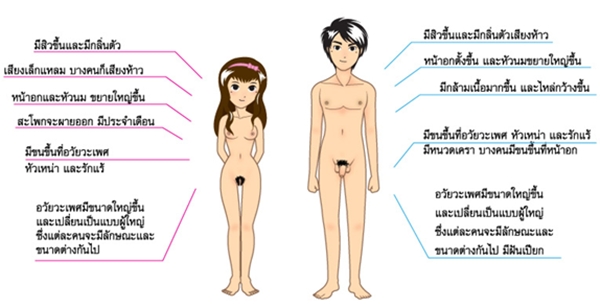 มีสิวขึ้นและมีกลิ่นตัว
เสียงเล็กแหลม บางคนก็เสียงห้าว
หน้าอกและหัวนม ขยายใหญ่ขึ้น
สะโพกจะผายออก มีประจำเดือน
มีขนขึ้นที่อวัยวะเพศ
หัวเหน่า และรักแร้
อวัยวะเพศมีขนาดใหญ่ขึ้น
และเปลี่ยนเป็นแบบผู้ใหญ่
ซึ่งแต่ละคนจะมีลักษณะและ
ขนาดต่างกันไป
มีสิวขึ้นและมีกลิ่นตัวเสียงห้าว
หน้าอกตั้งขึ้น และหัวนมขยายใหญ่ขึ้น
มีกล้ามเนื้อมากขึ้น และไหล่กว้างขึ้น
มีขนขึ้นที่อวัยวะเพศ หัวเหน่า และรักแร้
มีหนวดเครา บางคนมีขนขึ้นที่หน้าอก
อวัยวะเพศมีขนาดใหญ่ขึ้น
และเปลี่ยนเป็นแบบผู้ใหญ่
ซึ่งแต่ละคนจะมีลักษณะและ
ขนาดต่างกันไป มีฝันเปียก